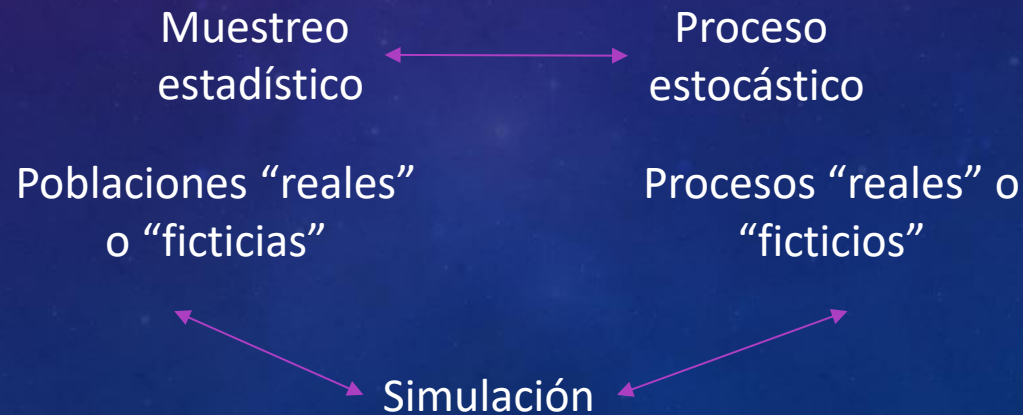 Muestreo
estadístico
Proceso
estocástico
Poblaciones “reales”
o “ficticias”
Procesos “reales” o
“ficticios”
Simulación